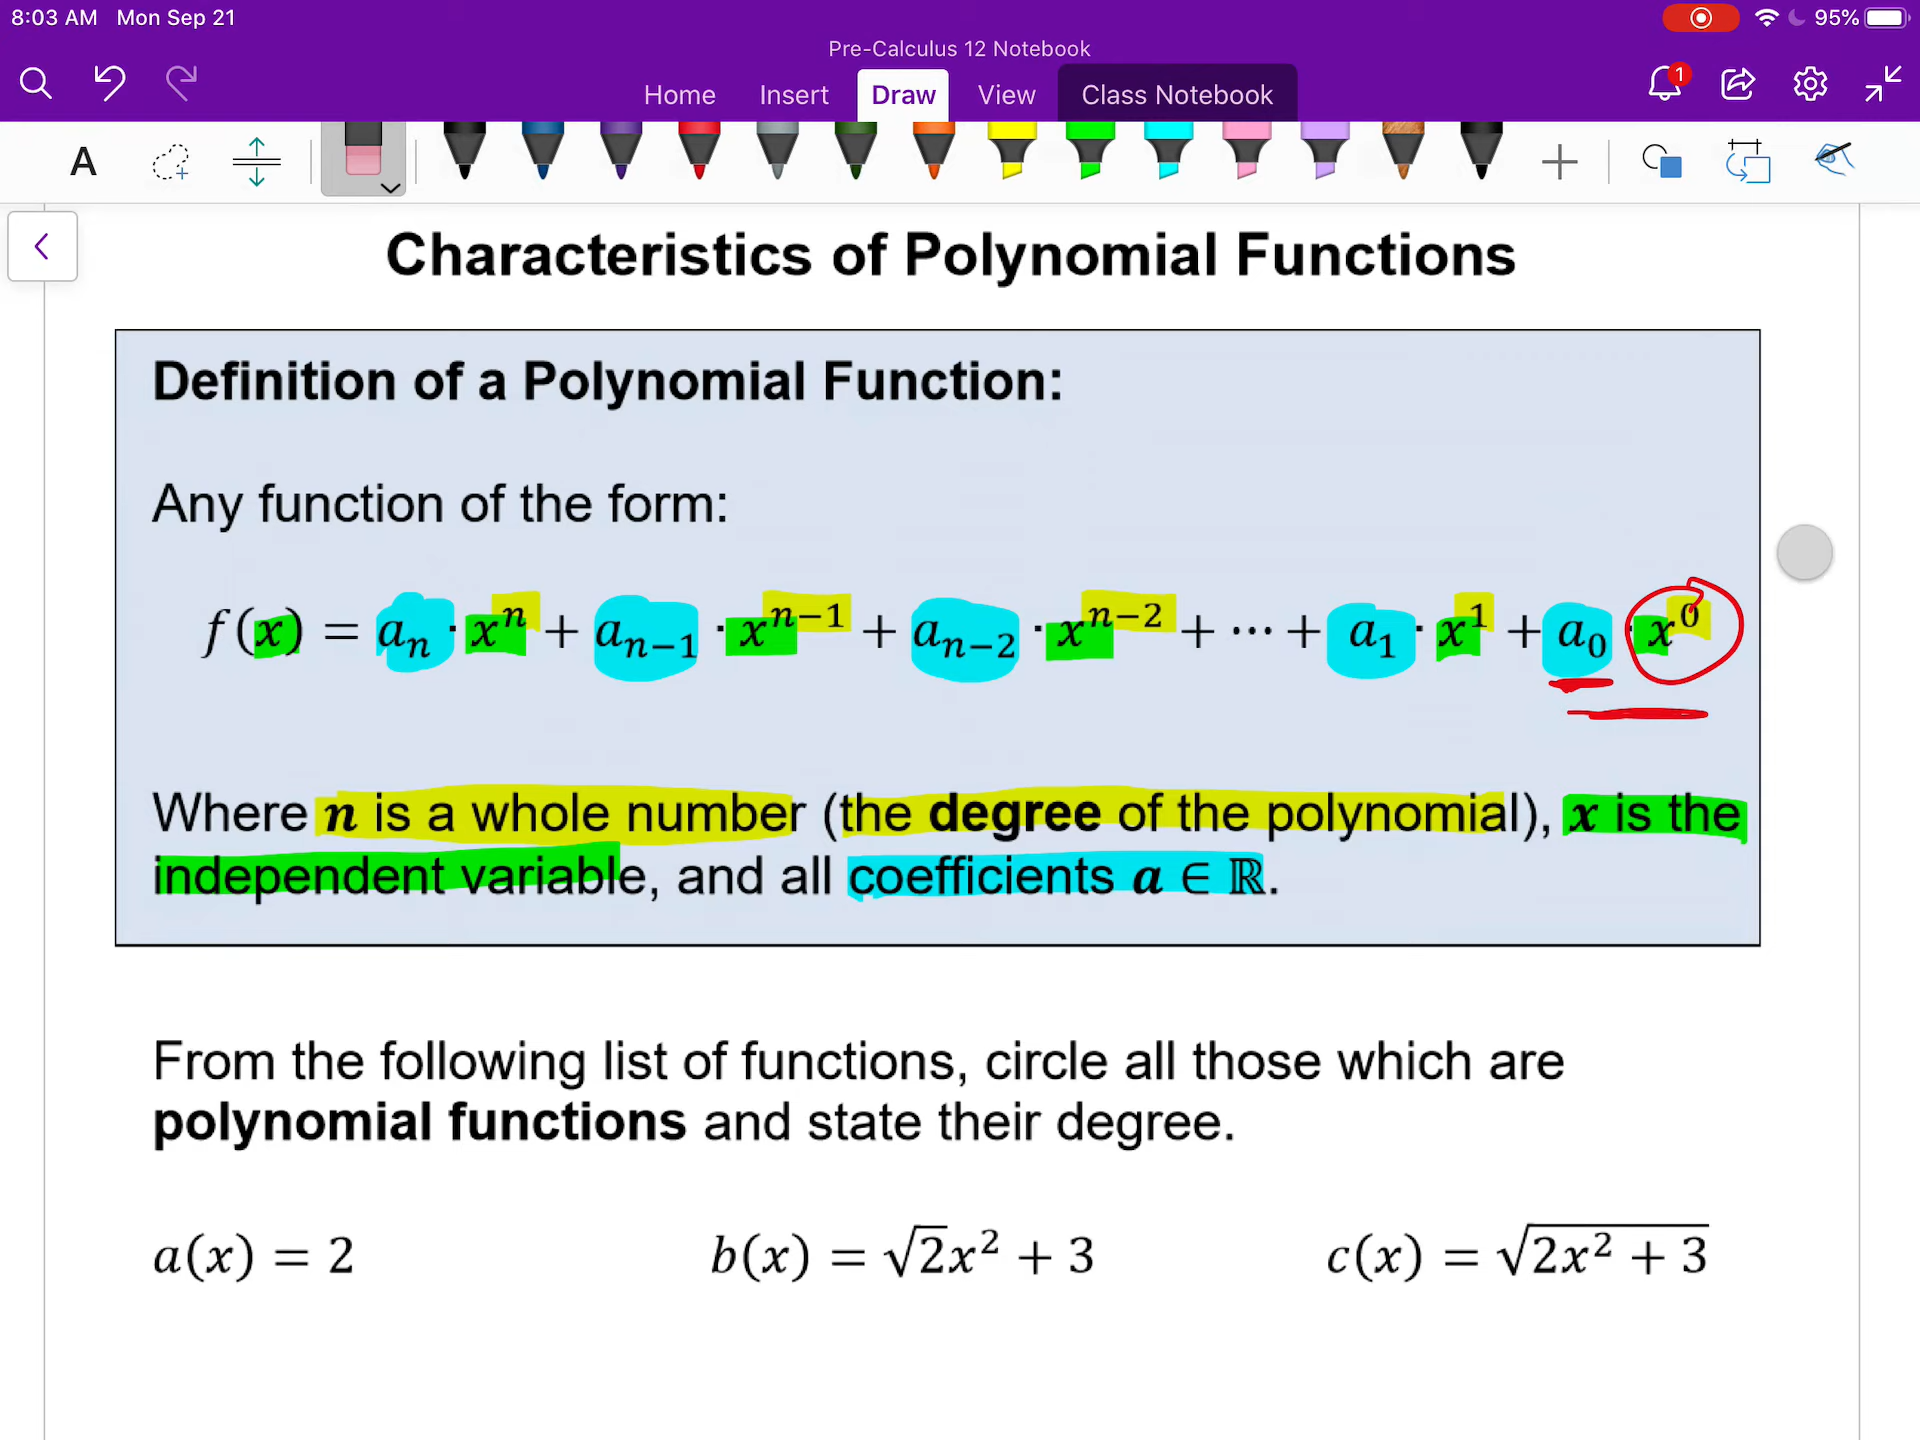 8:03 AM Mon Sep 21
95%
Pre-Calculus 12 Notebook
Home Insert Draw View Class Notebook
1
A
Characteristics of Polynomial Functions
Definition of a Polynomial Function:
Any function of the form:
f(x) = aₙ · xⁿ + aₙ₋₁ · xⁿ⁻¹ + aₙ₋₂ · xⁿ⁻² + ⋯ + a₁ · x¹ + a₀ · x⁰
Where n is a whole number (the degree of the polynomial), x is the
independent variable, and all coefficients a ∈ ℝ.
From the following list of functions, circle all those which are
polynomial functions and state their degree.
a(x) = 2 b(x) = √2x² + 3 c(x) = √(2x² + 3)